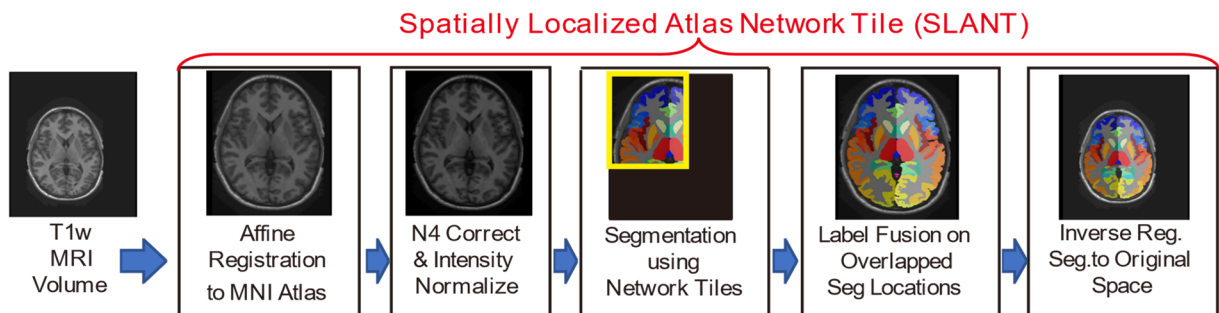 Spatially Localized Atlas Network Tile (SLANT)
T1w
MRI
Volume
Affine
Registration
to MNI Atlas
N4 Correct
& Intensity
Normalize
Segmentation
using
Network Tiles
Label Fusion on
Overlapped
Seg Locations
Inverse Reg.
Seg.to Original
Space